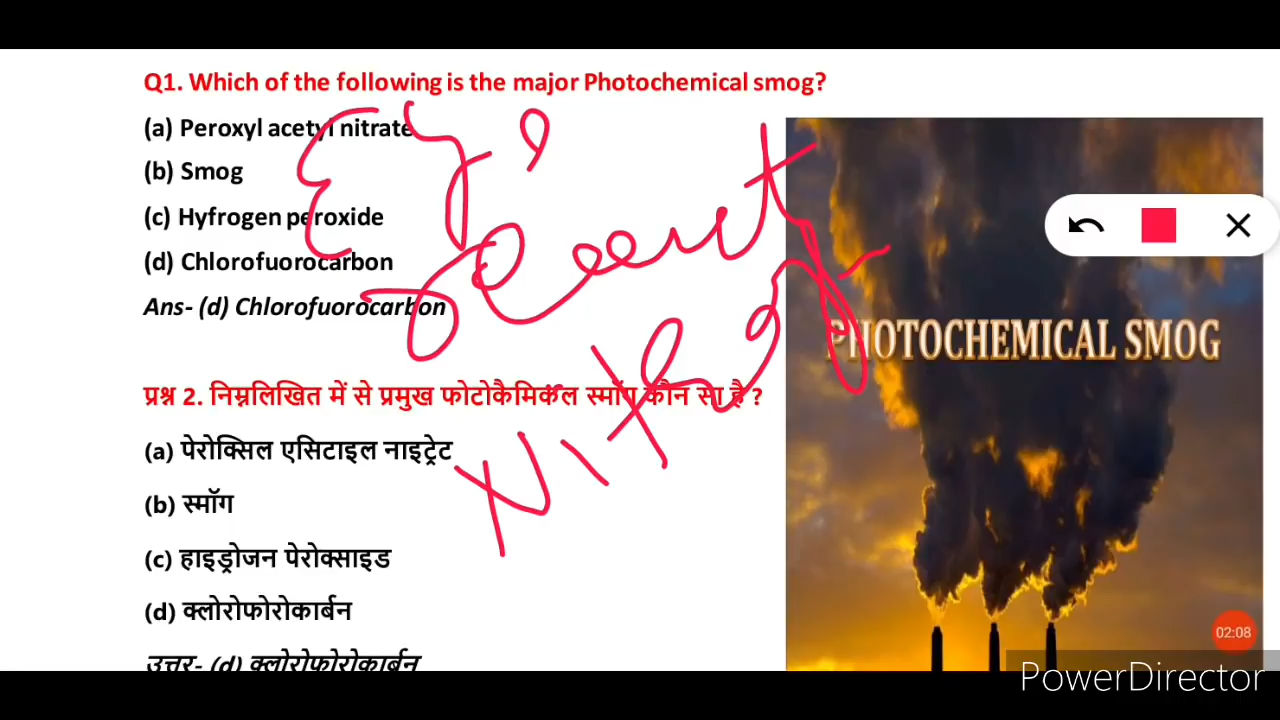 Q1. Which of the following is the major Photochemical smog?
(a) Peroxyl acetyl nitrate
(b) Smog
(c) Hyfrogen peroxide
(d) Chlorofuorocarbon
Ans- (d) Chlorofuorocarbon
प्रश्न 2. निम्नलिखित में से प्रमुख फोटोकैमिकल स्मॉग कौन सा है ?
(a) पेरोक्सिल एसिटाइल नाइट्रेट
(b) स्मॉग
(c) हाइड्रोजन पेरोक्साइड
(d) क्लोरोफोरोकार्बन
उत्तर- (d) क्लोरोफोरोकार्बन
PHOTOCHEMICAL SMOG
02:08
PowerDirector